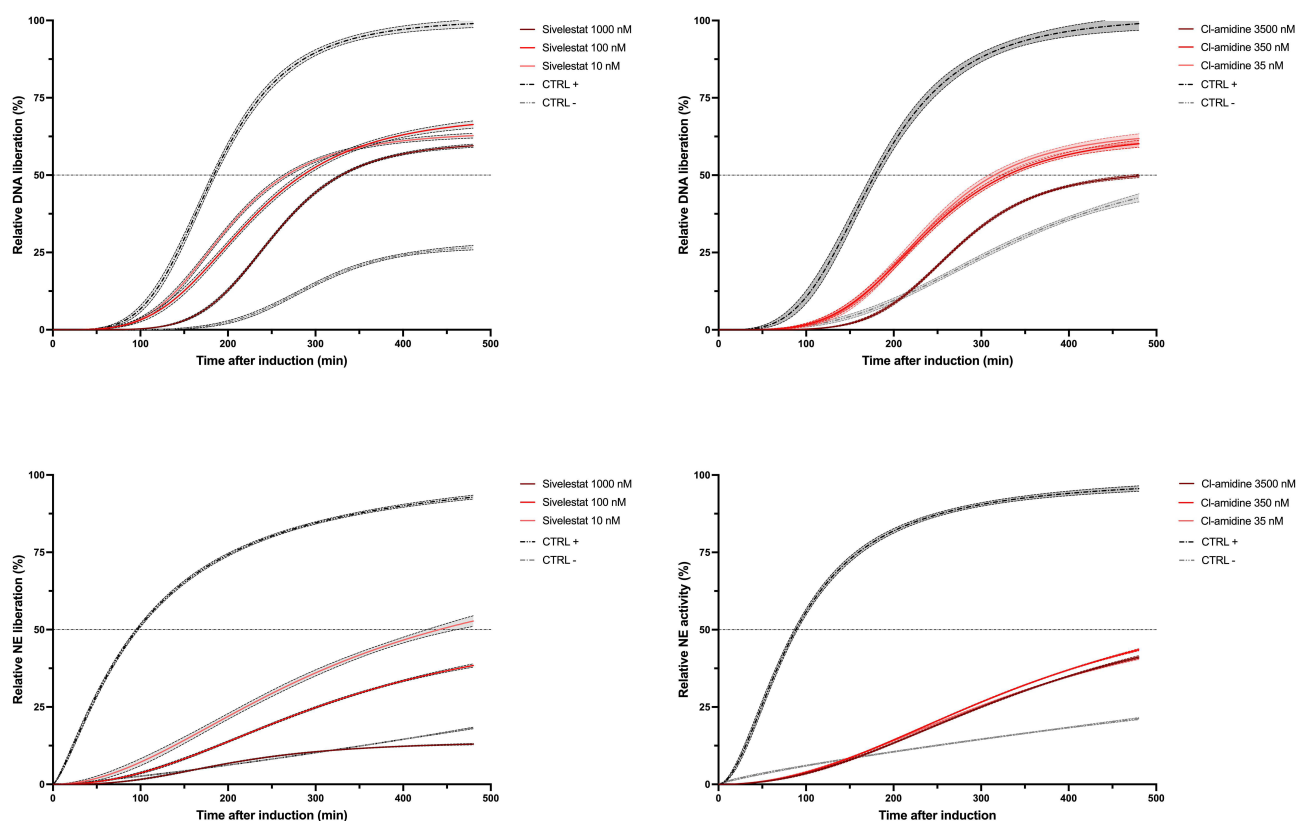 Relative DNA liberation (%)
100
75
50
25
0
0 100 200 300 400 500
Time after induction (min)
Sivelestat 1000 nM
Sivelestat 100 nM
Sivelestat 10 nM
CTRL +
CTRL -
Relative DNA liberation (%)
100
75
50
25
0
0 100 200 300 400 500
Time after induction (min)
Cl-amidine 3500 nM
Cl-amidine 350 nM
Cl-amidine 35 nM
CTRL +
CTRL -
Relative NE liberation (%)
100
75
50
25
0
0 100 200 300 400 500
Time after induction (min)
Sivelestat 1000 nM
Sivelestat 100 nM
Sivelestat 10 nM
CTRL +
CTRL -
Relative NE activity (%)
100
75
50
25
0
0 100 200 300 400 500
Time after induction
Cl-amidine 3500 nM
Cl-amidine 350 nM
Cl-amidine 35 nM
CTRL +
CTRL -